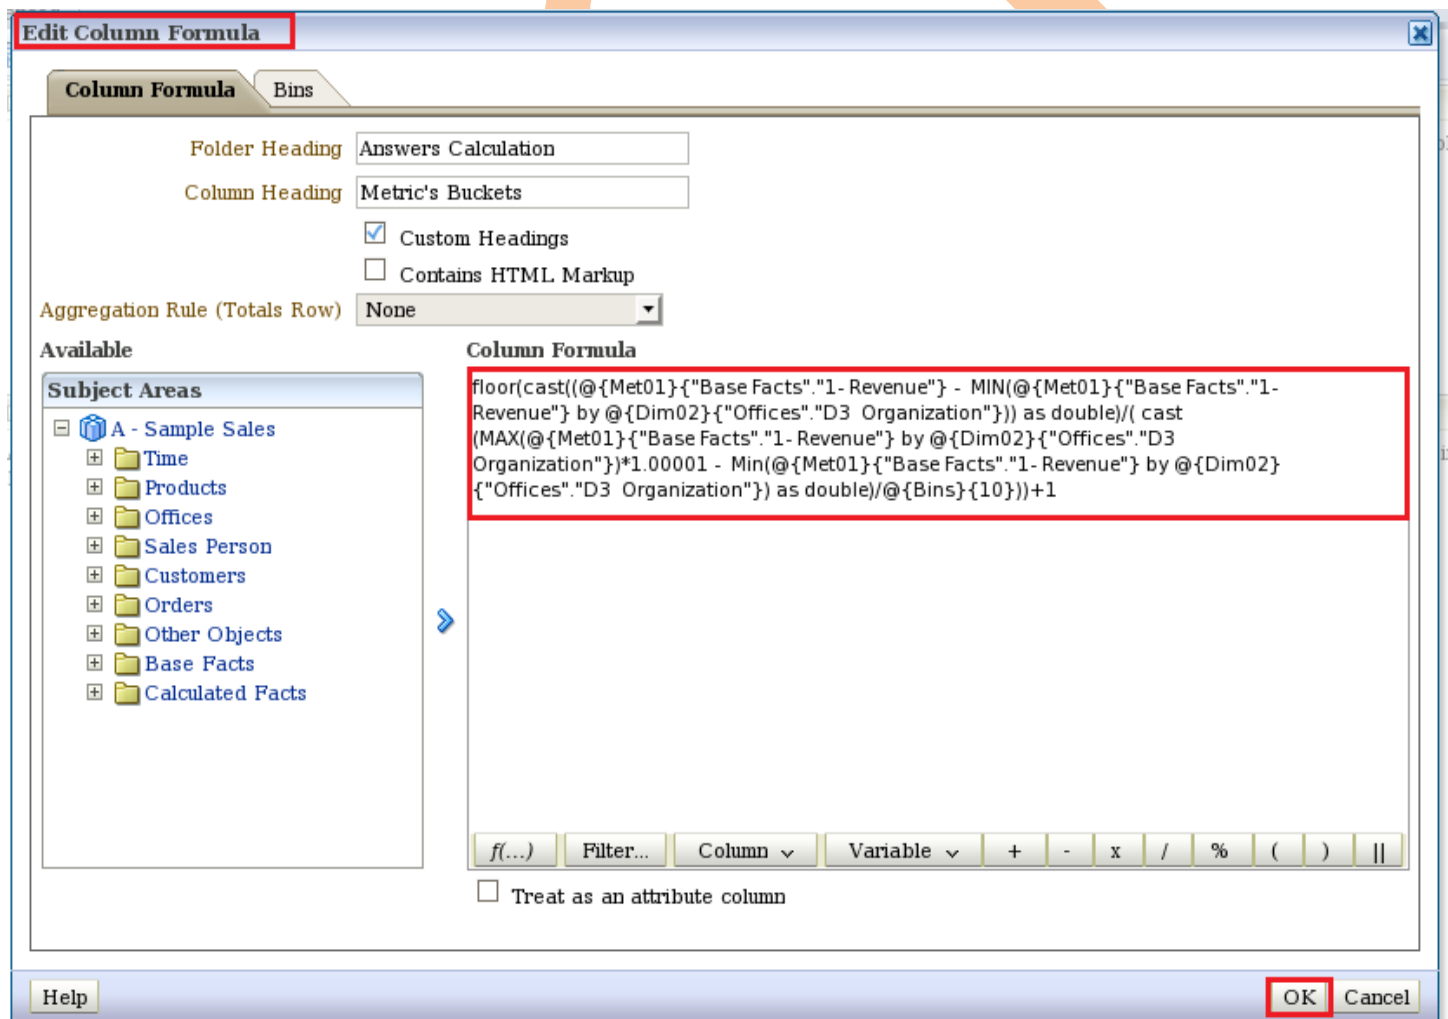 Edit Column Formula
Column Formula
Bins
Folder Heading Answers Calculation
Column Heading Metric's Buckets
Custom Headings
Contains HTML Markup
Aggregation Rule (Totals Row) None
Available
Subject Areas
A - Sample Sales
Time
Products
Offices
Sales Person
Customers
Orders
Other Objects
Base Facts
Calculated Facts
Column Formula
floor(cast((@{Met01}{"Base Facts"."1- Revenue"} - MIN(@{Met01}{"Base Facts"."1-
Revenue"} by @{Dim02}{"Offices"."D3 Organization"})) as double)/( cast
(MAX(@{Met01}{"Base Facts"."1- Revenue"} by @{Dim02}{"Offices"."D3
Organization"})*1.00001 - Min(@{Met01}{"Base Facts"."1- Revenue"} by @{Dim02}
{"Offices"."D3 Organization"}) as double)/@{Bins}{10}))+1
f(...) Filter... Column Variable + - x / % ( ) ||
Treat as an attribute column
Help
OK Cancel